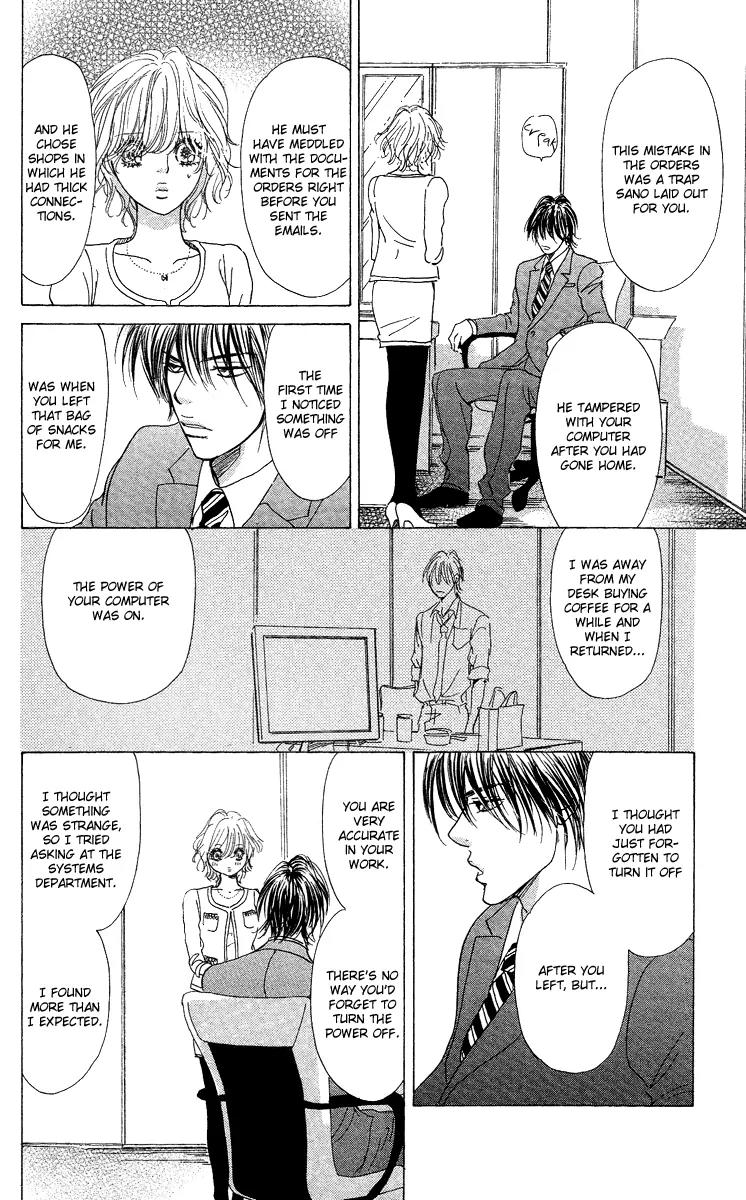 THIS MISTAKE IN
THE ORDERS
WAS A TRAP
SANO LAID OUT
FOR YOU.
HE TAMPERED
WITH YOUR
COMPUTER
AFTER YOU HAD
GONE HOME.
HE MUST
HAVE MEDDLED
WITH THE DOCU-
MENTS FOR THE
ORDERS RIGHT
BEFORE YOU
SENT THE
EMAILS.
AND HE
CHOSE
SHOPS IN
WHICH HE
HAD THICK
CONNEC-
TIONS.
THE
FIRST TIME
I NOTICED
SOMETHING
WAS OFF
WAS WHEN
YOU LEFT
THAT BAG
OF SNACKS
FOR ME.
I WAS AWAY
FROM MY
DESK BUYING
COFFEE FOR A
WHILE AND
WHEN I
RETURNED...
THE POWER OF
YOUR COMPUTER
WAS ON.
I THOUGHT
YOU HAD
JUST FOR-
GOTTEN TO
TURN IT OFF
AFTER YOU
LEFT, BUT...
YOU ARE
VERY
ACCURATE
IN YOUR
WORK.
THERE'S NO
WAY YOU'D
FORGET TO
TURN THE
POWER OFF.
I THOUGHT
SOMETHING
WAS STRANGE,
SO I TRIED
ASKING AT THE
SYSTEMS
DEPARTMENT.
I FOUND
MORE THAN
I EXPECTED.